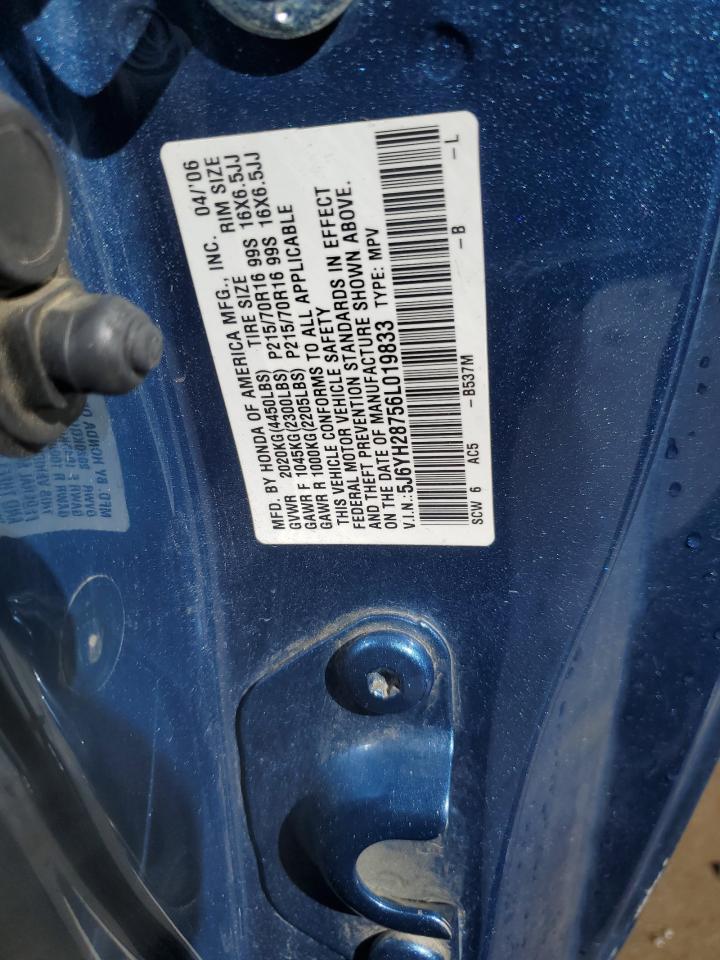 MFD. BY HONDA OF AMERICA MFG., INC. 04/'06
TIRE SIZE RIM SIZE
GVWR 2020KG(4450LBS) P215/70R16 99S 16X6.5JJ
GAWR F 1045KG(2300LBS) P215/70R16 99S 16X6.5JJ
GAWR R 1000KG(2205LBS)
THIS VEHICLE CONFORMS TO ALL APPLICABLE
FEDERAL MOTOR VEHICLE SAFETY
AND THEFT PREVENTION STANDARDS IN EFFECT
ON THE DATE OF MANUFACTURE SHOWN ABOVE.
V.I.N.: 5J6YH28756L019833 TYPE: MPV
SCW 6 AC5 -B537M -B -L